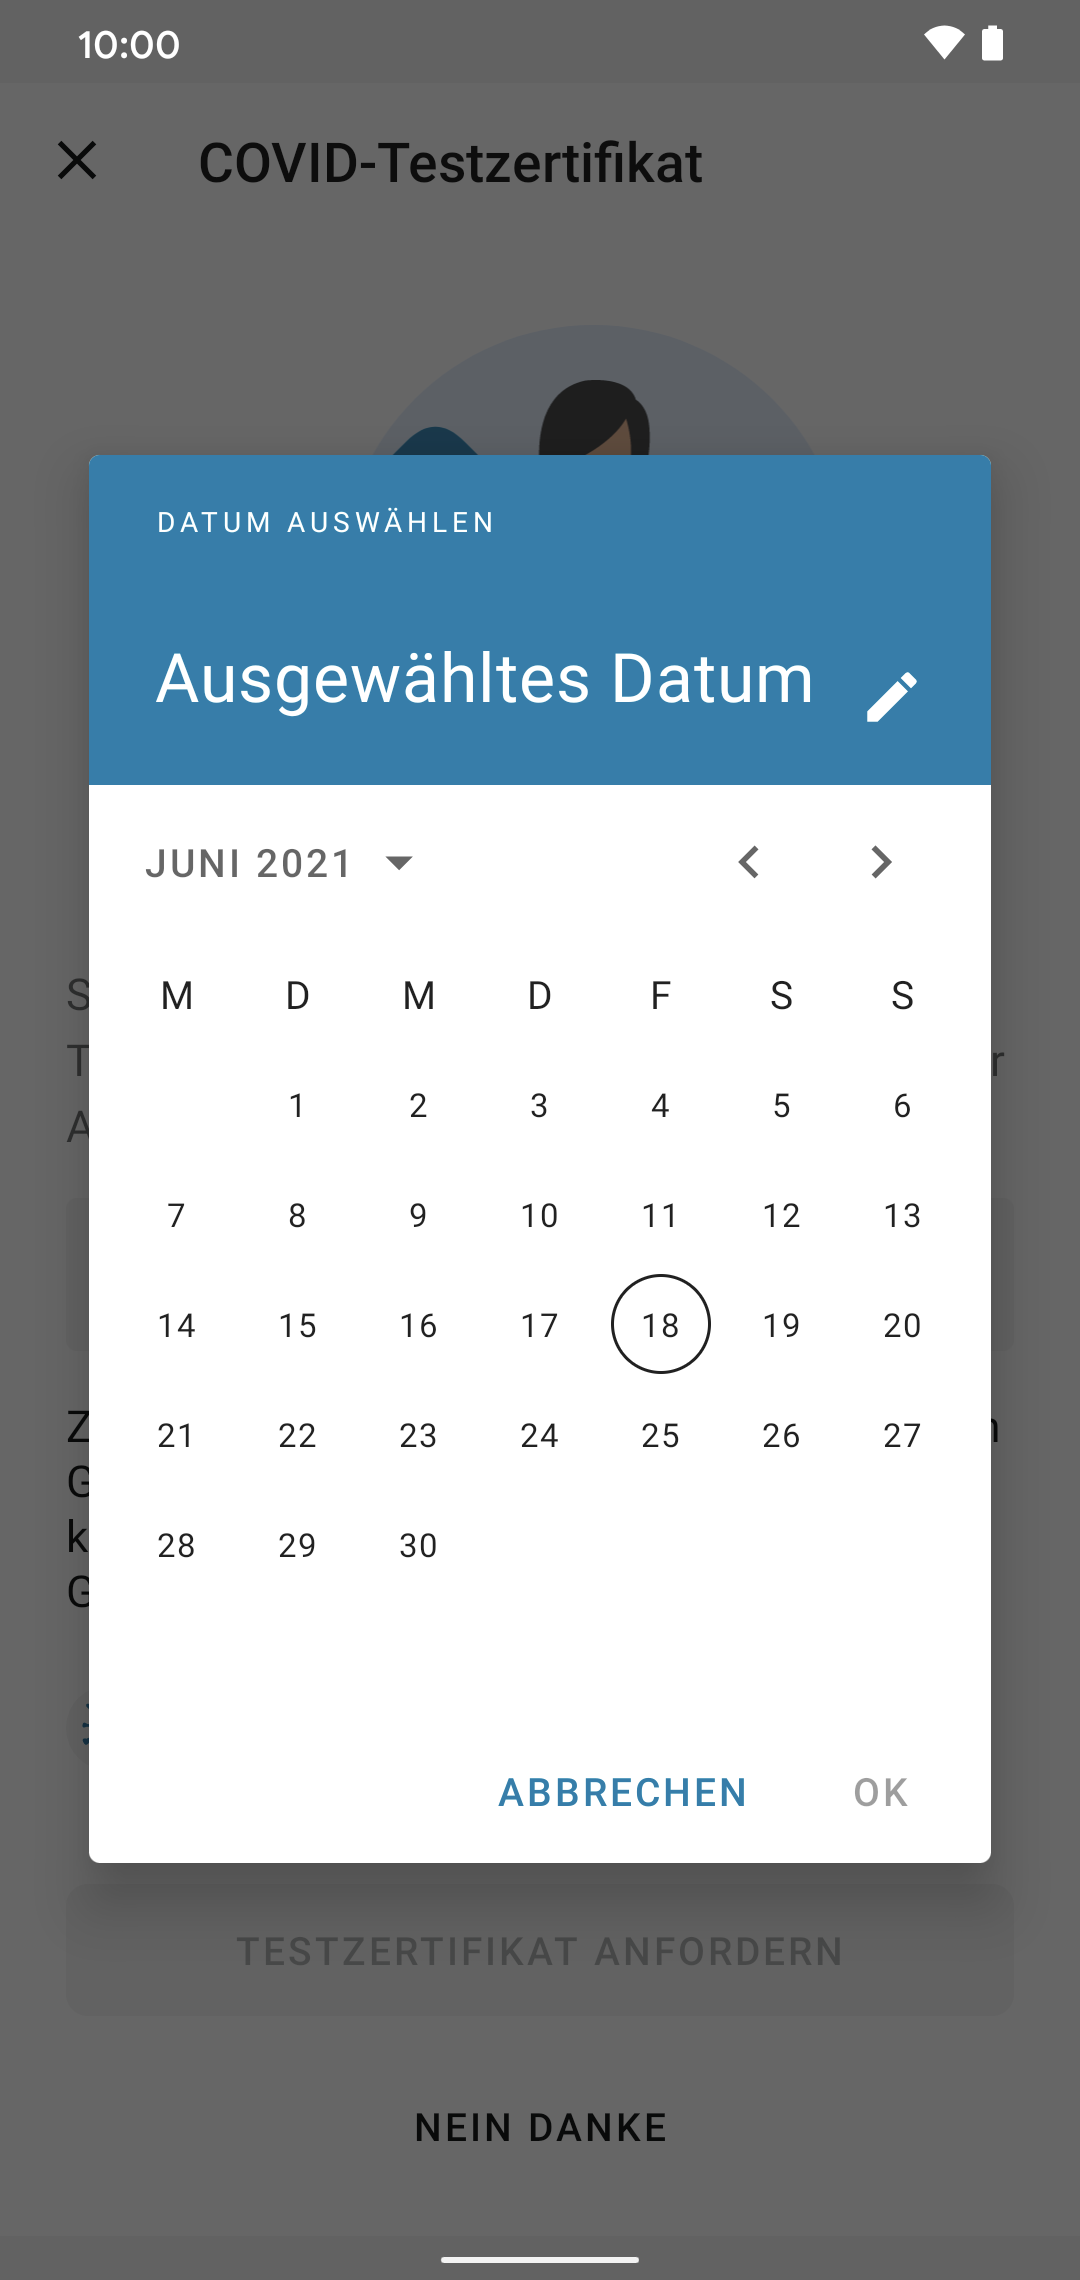 10:00
COVID-Testzertifikat
DATUM AUSWÄHLEN
Ausgewähltes Datum
JUNI 2021
M D M D F S S
1 2 3 4 5 6
7 8 9 10 11 12 13
14 15 16 17 18 19 20
21 22 23 24 25 26 27
28 29 30
ABBRECHEN OK
TESTZERTIFIKAT ANFORDERN
NEIN DANKE